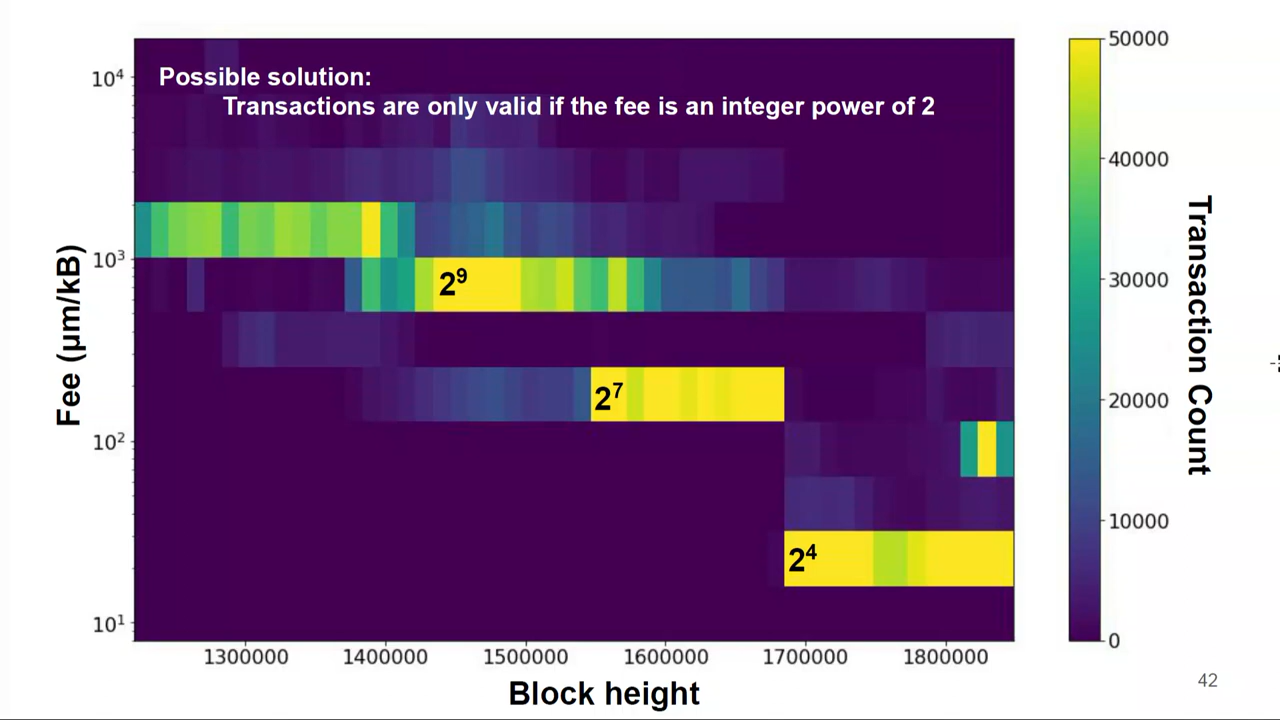 Possible solution:
Transactions are only valid if the fee is an integer power of 2
10⁴
10³
10²
10¹
Fee (μm/kB)
2⁹
2⁷
2⁴
1300000 1400000 1500000 1600000 1700000 1800000
Block height
50000
40000
30000
20000
10000
0
Transaction Count
42